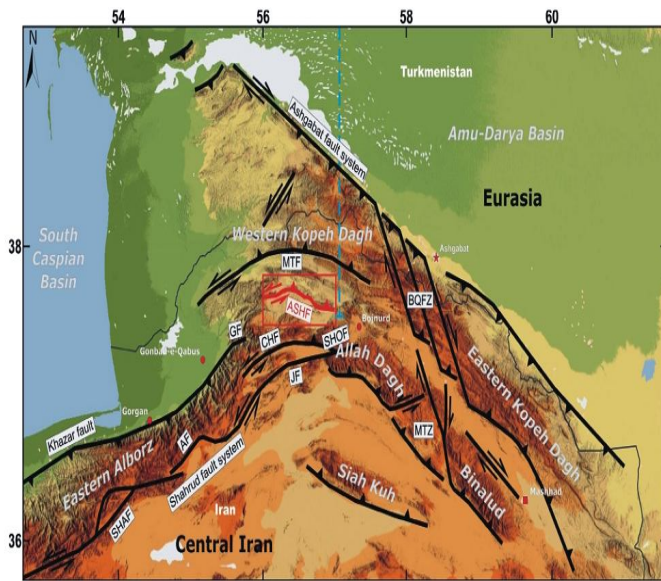 54
56
58
60
N
Turkmenistan
Ashgabat fault system
Amu-Darya Basin
Eurasia
38
South
Caspian
Basin
Western Kopeh Dagh
Ashgabat
MTF
BQFZ
ASHF
Bojnurd
GF
CHF
SHOF
Gonbad-e-Qabus
Allah Dagh
JF
Eastern Kopeh Dagh
Gorgan
Khazar fault
AF
MTZ
Eastern Alborz
Shahrud fault system
Siah Kuh
Binalud
Mashhad
SHAF
Iran
36
Central Iran